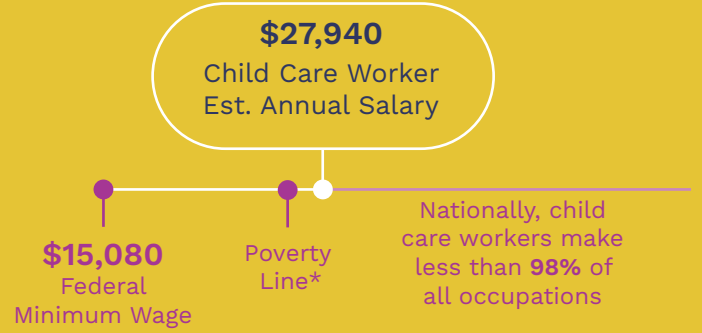 $27,940
Child Care Worker
Est. Annual Salary
$15,080
Federal
Minimum Wage
Poverty
Line*
Nationally, child
care workers make
less than 98% of
all occupations